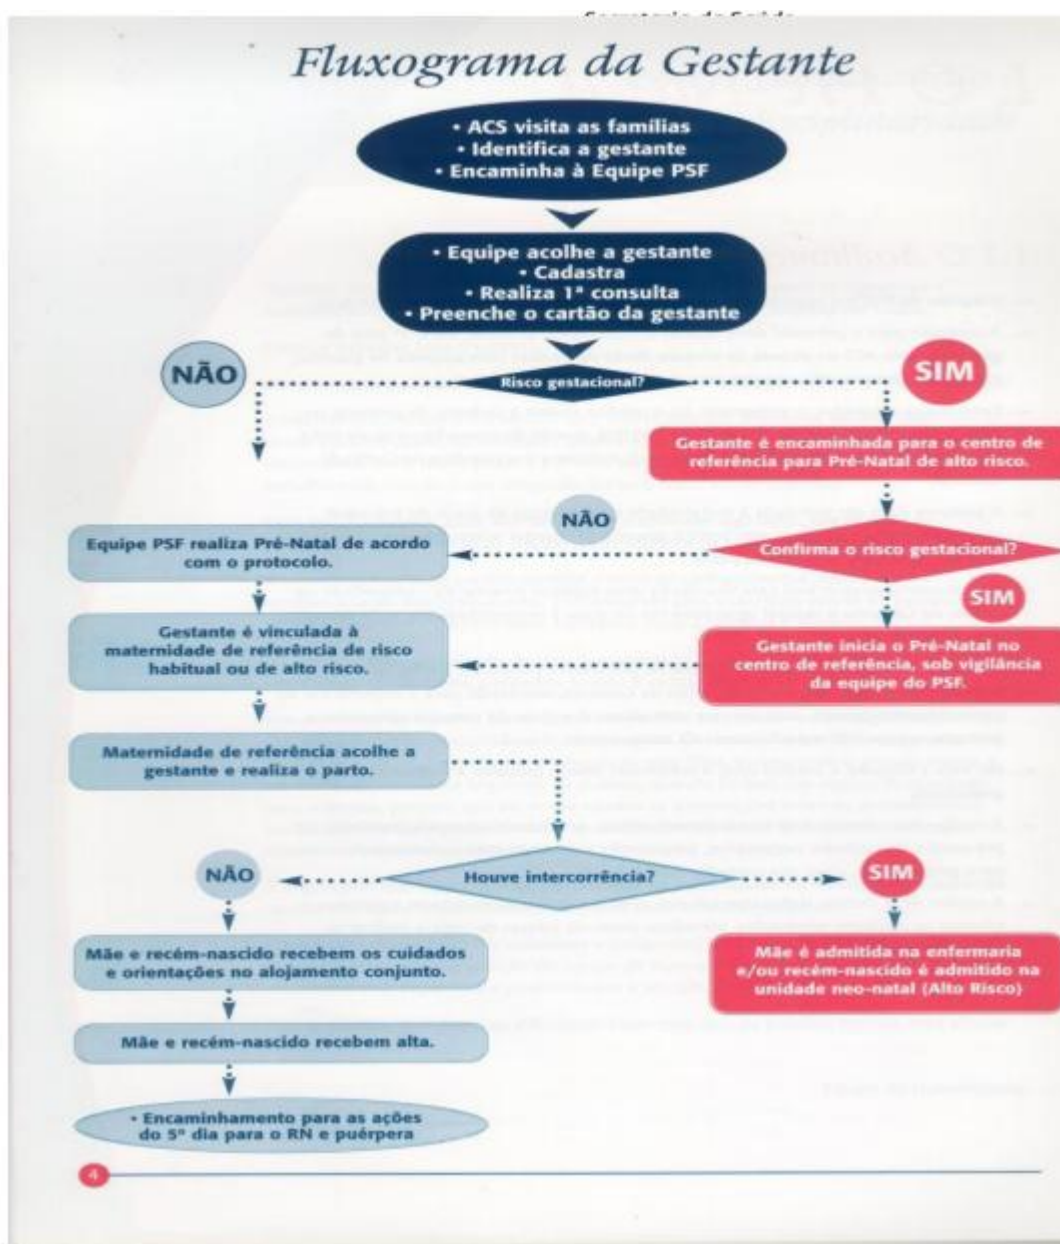 Secretaria da Saúde
Fluxograma da Gestante
• ACS visita as famílias
• Identifica a gestante
• Encaminha à Equipe PSF
• Equipe acolhe a gestante
• Cadastra
• Realiza 1ª consulta
• Preenche o cartão da gestante
NÃO
Risco gestacional?
SIM
Gestante é encaminhada para o centro de
referência para Pré-Natal de alto risco.
NÃO
Equipe PSF realiza Pré-Natal de acordo
com o protocolo.
Confirma o risco gestacional?
SIM
Gestante é vinculada à
maternidade de referência de risco
habitual ou de alto risco.
Gestante inicia o Pré-Natal no
centro de referência, sob vigilância
da equipe do PSF.
Maternidade de referência acolhe a
gestante e realiza o parto.
NÃO
Houve intercorrência?
SIM
Mãe e recém-nascido recebem os cuidados
e orientações no alojamento conjunto.
Mãe é admitida na enfermaria
e/ou recém-nascido é admitido na
unidade neo-natal (Alto Risco)
Mãe e recém-nascido recebem alta.
• Encaminhamento para as ações
do 5º dia para o RN e puérpera
4